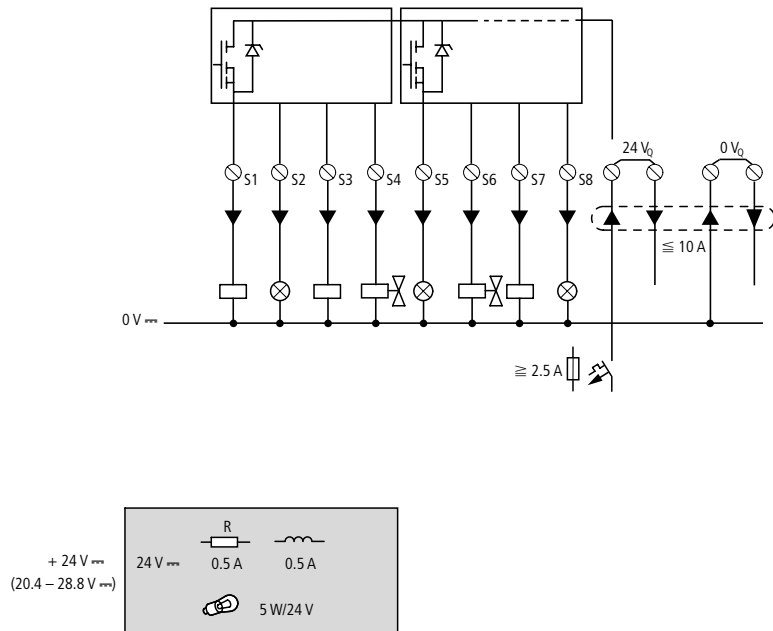 24 VQ 0 VQ
S1 S2 S3 S4 S5 S6 S7 S8
≦ 10 A
0 V ⎓
≧ 2.5 A
R
+ 24 V ⎓ 24 V ⎓ 0.5 A 0.5 A
(20.4 – 28.8 V ⎓)
5 W/24 V